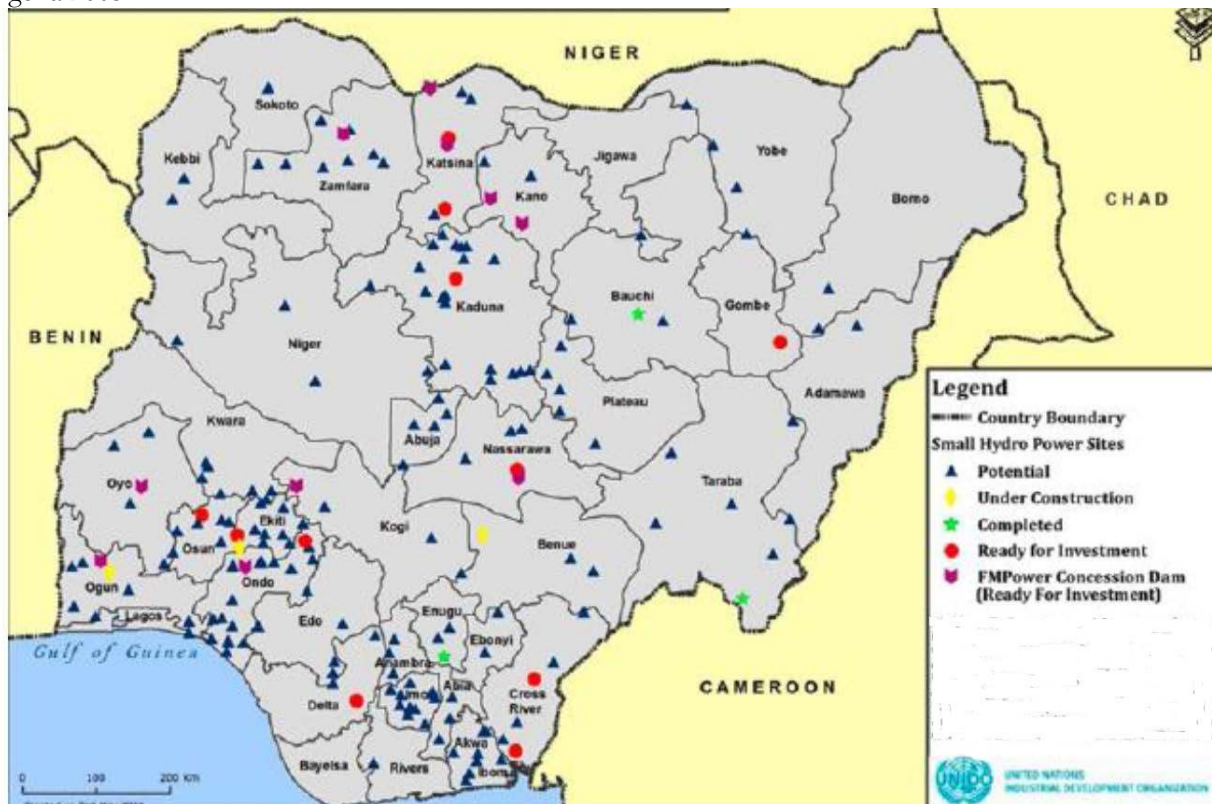 NIGER
Sokoto
Kebbi
Zamfara
Katsina
Kano
Jigawa
Yobe
Borno
CHAD
BENIN
Niger
Kaduna
Bauchi
Gombe
Adamawa
Plateau
Kwara
Abuja
Nassarawa
Taraba
Oyo
Osun
Ekiti
Kogi
Benue
Ogun
Ondo
Lagos
Edo
Enugu
Ebonyi
Gulf of Guinea
Anambra
Imo
Abia
Cross
River
Delta
CAMEROON
Bayelsa
Rivers
Akwa
Ibom
0 100 200 Km
Legend
Country Boundary
Small Hydro Power Sites
Potential
Under Construction
Completed
Ready for Investment
FMPower Concession Dam
(Ready For Investment)
UNIDO
UNITED NATIONS
INDUSTRIAL DEVELOPMENT ORGANIZATION